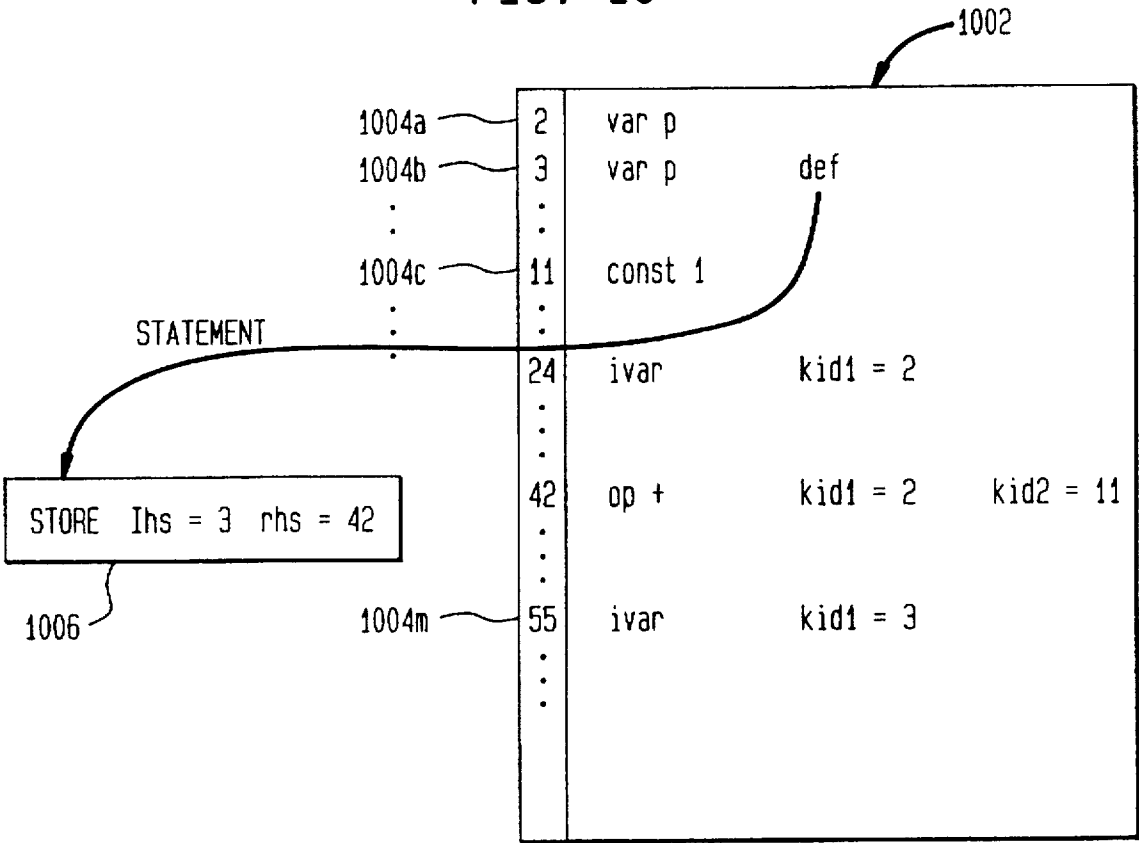 1002
1004a 2 var p
1004b 3 var p def
1004c 11 const 1
STATEMENT
24 ivar kid1 = 2
42 op + kid1 = 2 kid2 = 11
STORE Ihs = 3 rhs = 42
1006
1004m 55 ivar kid1 = 3